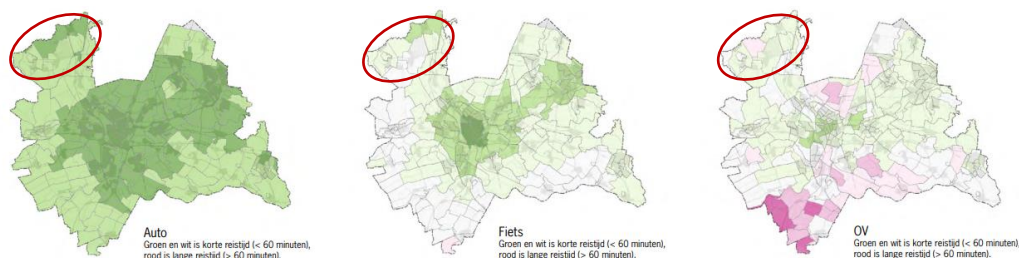 Auto
Groen en wit is korte reistijd (< 60 minuten),
rood is lange reistijd (> 60 minuten).
Fiets
Groen en wit is korte reistijd (< 60 minuten),
rood is lange reistijd (> 60 minuten).
OV
Groen en wit is korte reistijd (< 60 minuten),
rood is lange reistijd (> 60 minuten).